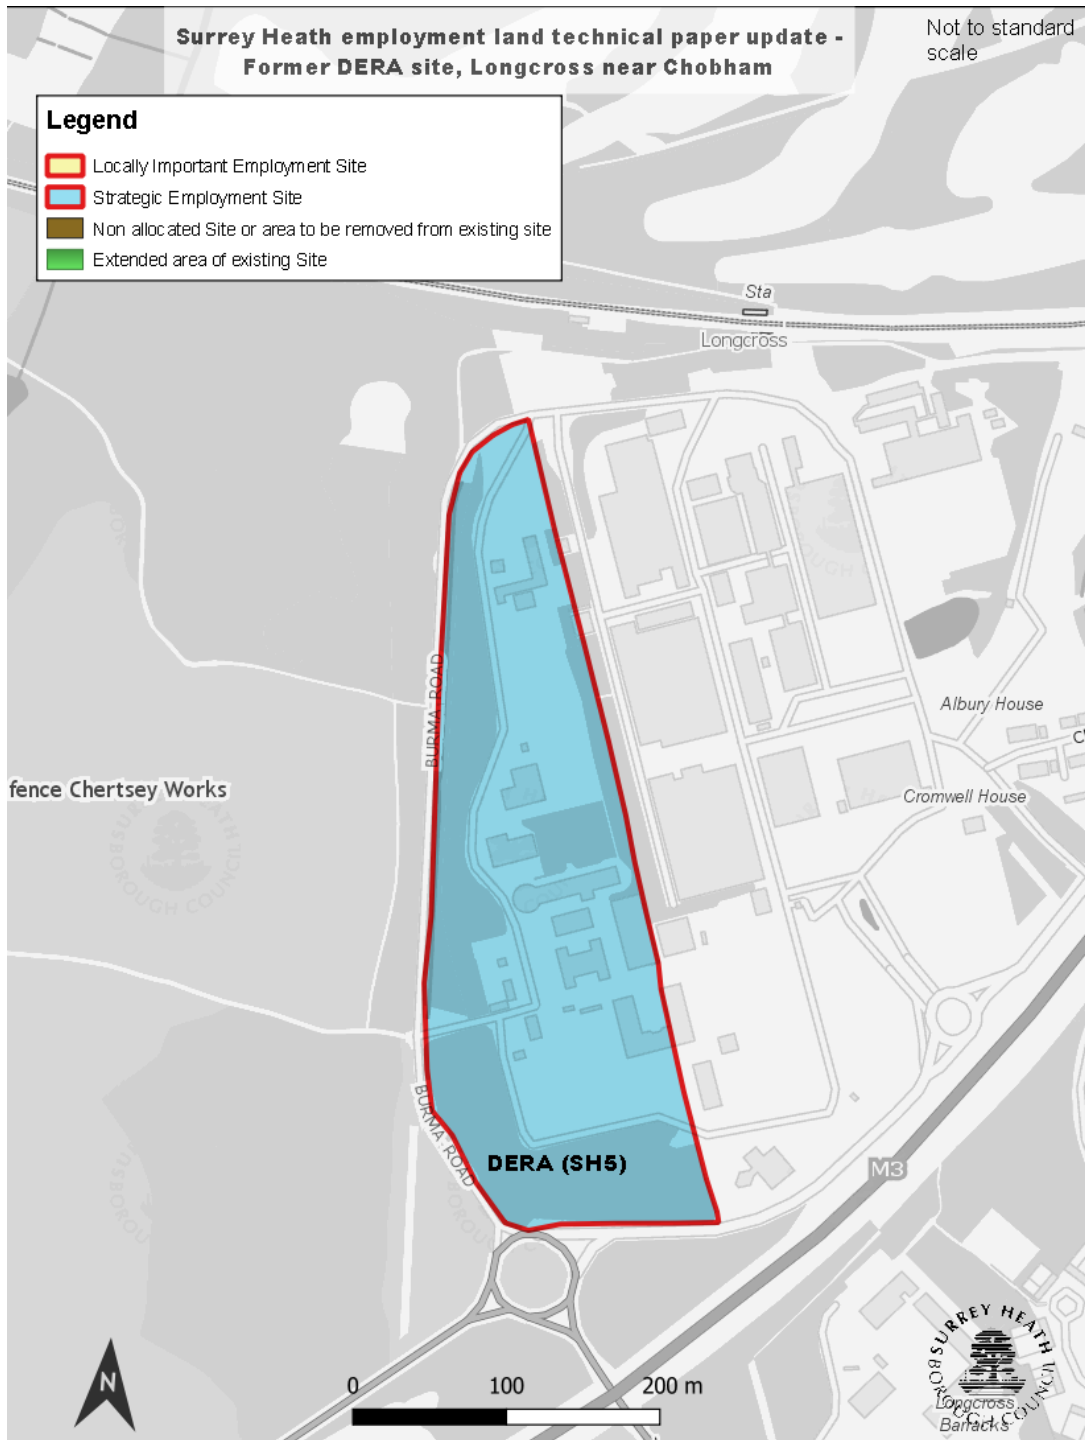 Surrey Heath employment land technical paper update -
Former DERA site, Longcross near Chobham
Not to standard
scale
Legend
Locally Important Employment Site
Strategic Employment Site
Non allocated Site or area to be removed from existing site
Extended area of existing Site
Sta
Longcross
BURMA ROAD
Albury House
Cromwell House
fence Chertsey Works
BURMA ROAD
DERA (SH5)
M3
N
0 100 200 m
SURREY HEATH
BOROUGH COUNCIL
Longcross
Barracks